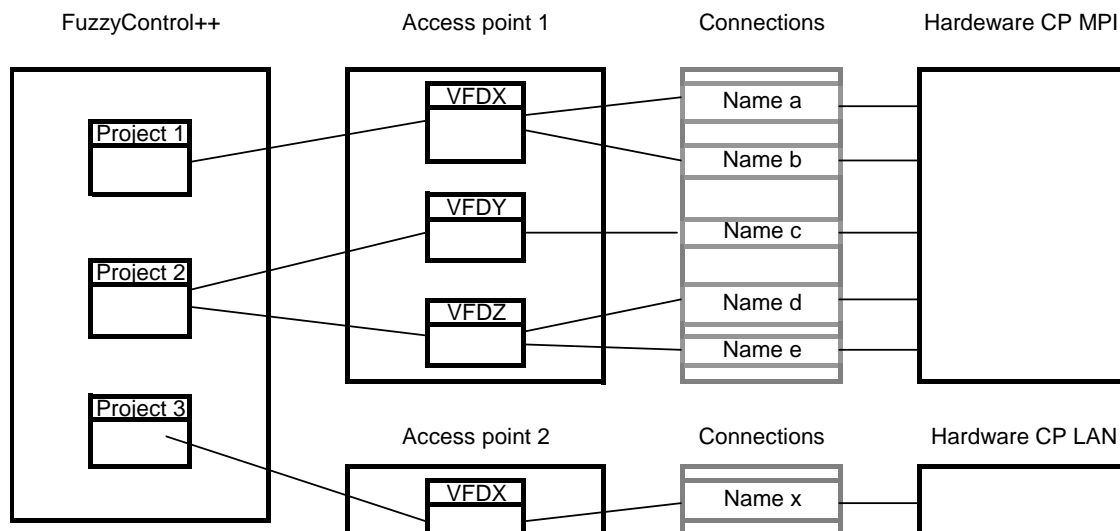 FuzzyControl++ Access point 1 Connections Hardeware CP MPI
VFDX
Name a
Project 1
Name b
VFDY
Name c
Project 2
VFDZ
Name d
Name e
Project 3
Access point 2 Connections Hardware CP LAN
VFDX
Name x